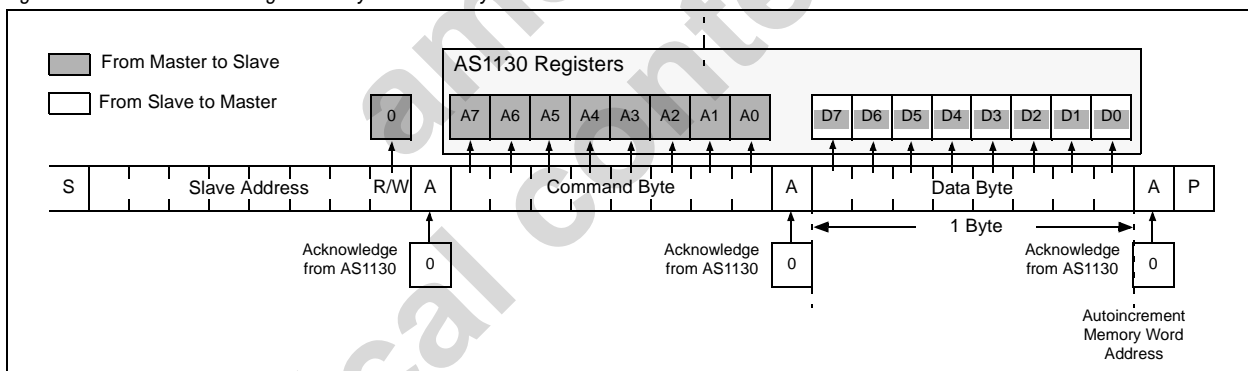 From Master to Slave
From Slave to Master
AS1130 Registers
0 A7 A6 A5 A4 A3 A2 A1 A0 D7 D6 D5 D4 D3 D2 D1 D0
S Slave Address R/W A Command Byte A Data Byte A P
1 Byte
Acknowledge
from AS1130
0
Acknowledge
from AS1130
0
Acknowledge
from AS1130
0
Autoincrement
Memory Word
Address